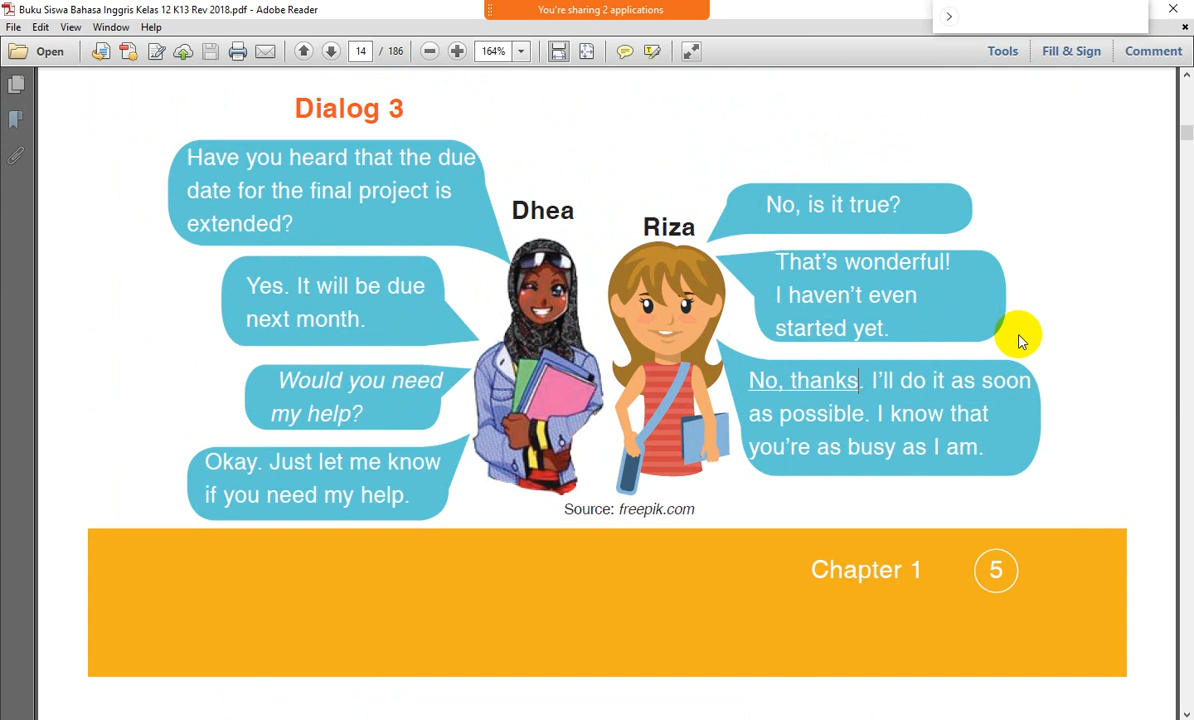 Buku Siswa Bahasa Inggris Kelas 12 K13 Rev 2018.pdf - Adobe Reader
You're sharing 2 applications
File Edit View Window Help
Open
14 / 186
164%
Tools
Fill & Sign
Comment
Dialog 3
Have you heard that the due
date for the final project is
extended?
Dhea
Riza
No, is it true?
Yes. It will be due
next month.
That's wonderful!
I haven't even
started yet.
Would you need
my help?
No, thanks. I'll do it as soon
as possible. I know that
you're as busy as I am.
Okay. Just let me know
if you need my help.
Source: freepik.com
Chapter 1
5